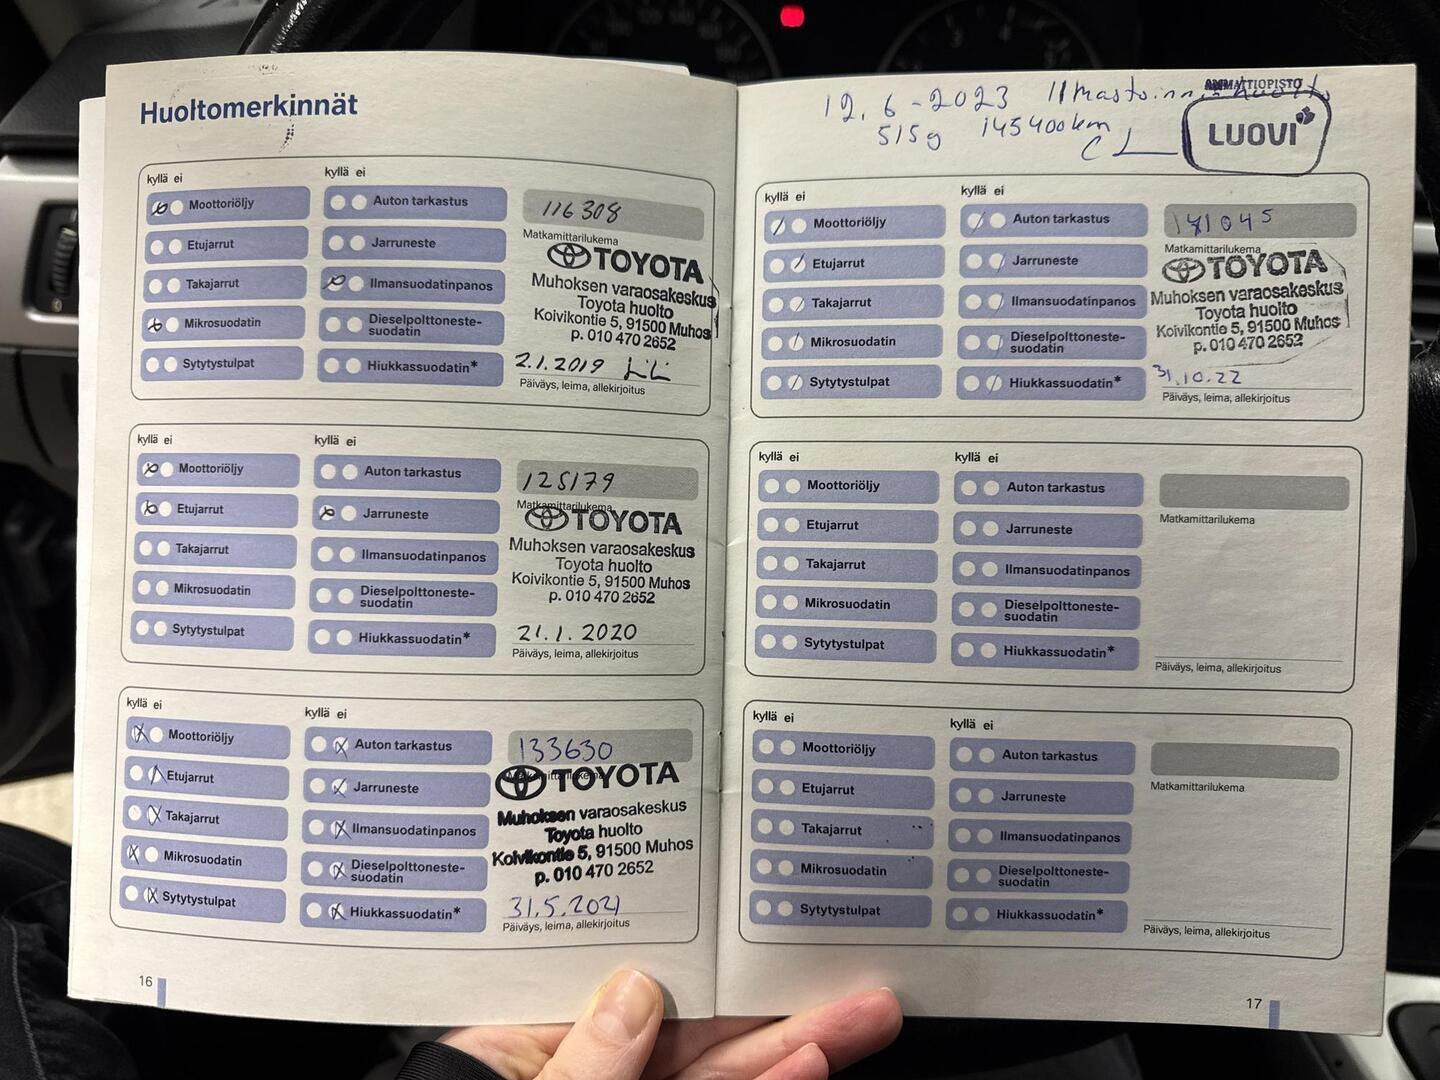 Huoltomerkinnät
kyllä ei
kyllä ei
Moottoriöljy
Etujarrut
Takajarrut
Mikrosuodatin
Sytytystulpat
Auton tarkastus
Jarruneste
Ilmansuodatinpanos
Dieselpolttoneste-
suodatin
Hiukkassuodatin*
116308
Matkamittarilukema
TOYOTA
Muhoksen varaosakeskus
Toyota huolto
Koivikontie 5, 91500 Muhos
p. 010 470 2652
2.1.2019
Päiväys, leima, allekirjoitus
kyllä ei
kyllä ei
Moottoriöljy
Etujarrut
Takajarrut
Mikrosuodatin
Sytytystulpat
Auton tarkastus
Jarruneste
Ilmansuodatinpanos
Dieselpolttoneste-
suodatin
Hiukkassuodatin*
125179
Matkamittarilukema
TOYOTA
Muhoksen varaosakeskus
Toyota huolto
Koivikontie 5, 91500 Muhos
p. 010 470 2652
21.1.2020
Päiväys, leima, allekirjoitus
kyllä ei
kyllä ei
Moottoriöljy
Etujarrut
Takajarrut
Mikrosuodatin
Sytytystulpat
Auton tarkastus
Jarruneste
Ilmansuodatinpanos
Dieselpolttoneste-
suodatin
Hiukkassuodatin*
133630
Matkamittarilukema
TOYOTA
Muhoksen varaosakeskus
Toyota huolto
Koivikontie 5, 91500 Muhos
p. 010 470 2652
31.5.2021
Päiväys, leima, allekirjoitus
16
12.6-2023 Ilmastoinn. huolto
515g 145400km
AMMATTIOPISTO
LUOVI
kyllä ei
kyllä ei
Moottoriöljy
Etujarrut
Takajarrut
Mikrosuodatin
Sytytystulpat
Auton tarkastus
Jarruneste
Ilmansuodatinpanos
Dieselpolttoneste-
suodatin
Hiukkassuodatin*
Matkamittarilukema
TOYOTA
Muhoksen varaosakeskus
Toyota huolto
Koivikontie 5, 91500 Muhos
p. 010 470 2652
31.10.22
Päiväys, leima, allekirjoitus
kyllä ei
kyllä ei
Moottoriöljy
Etujarrut
Takajarrut
Mikrosuodatin
Sytytystulpat
Auton tarkastus
Jarruneste
Ilmansuodatinpanos
Dieselpolttoneste-
suodatin
Hiukkassuodatin*
Matkamittarilukema
Päiväys, leima, allekirjoitus
kyllä ei
kyllä ei
Moottoriöljy
Etujarrut
Takajarrut
Mikrosuodatin
Sytytystulpat
Auton tarkastus
Jarruneste
Ilmansuodatinpanos
Dieselpolttoneste-
suodatin
Hiukkassuodatin*
Matkamittarilukema
Päiväys, leima, allekirjoitus
17